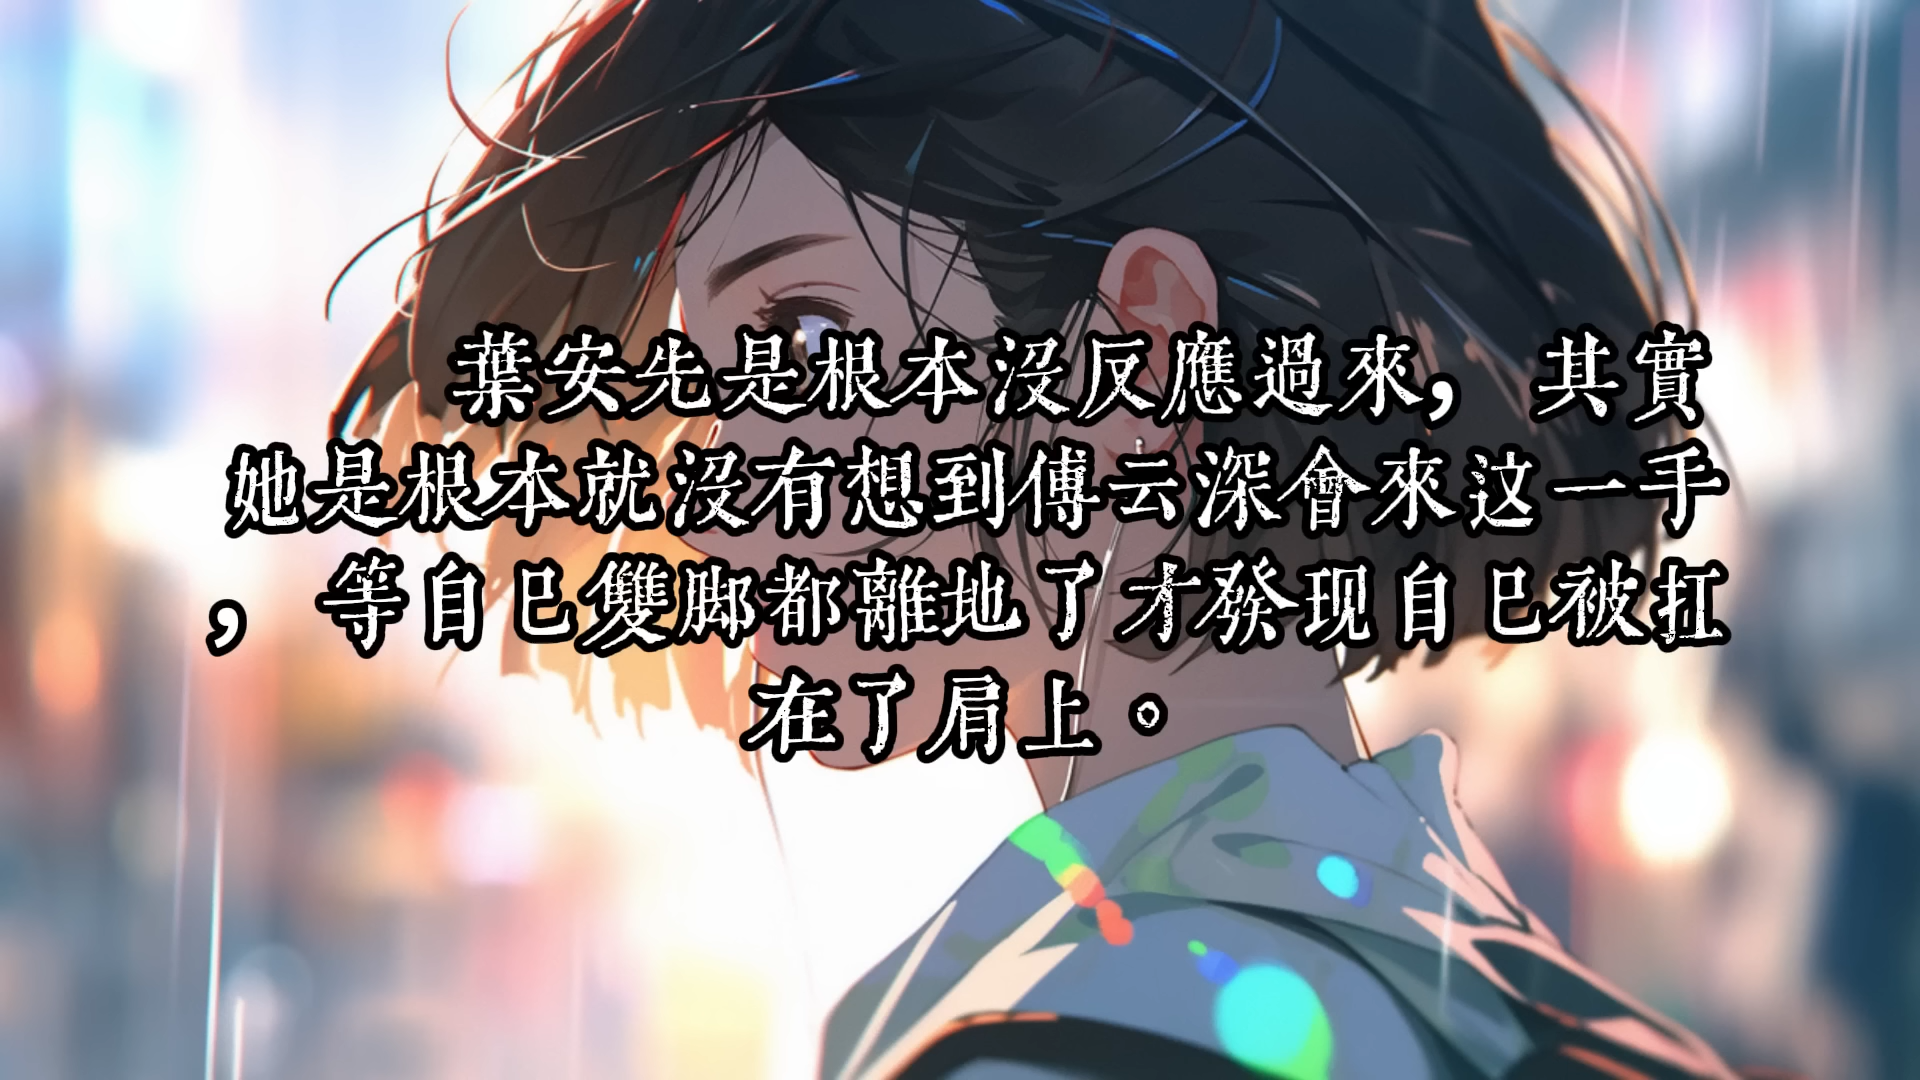 葉安先是根本沒反應過來，其實
她是根本就沒有想到傅云深會來这一手
，等自已雙脚都離地了才發现自已被扛
在了肩上。